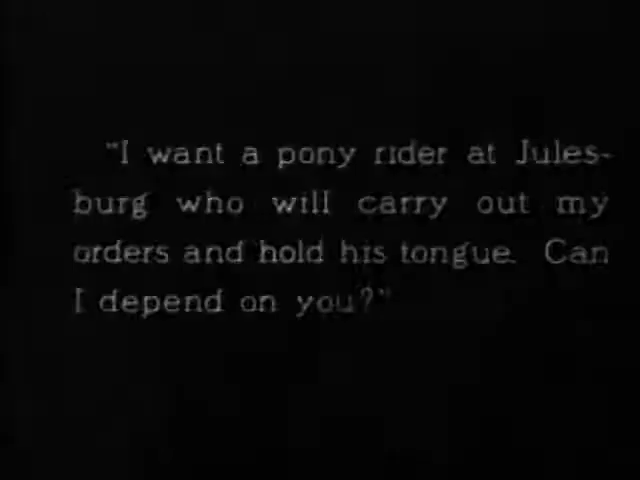 "I want a pony rider at Jules-
burg who will carry out my
orders and hold his tongue. Can
I depend on you?"